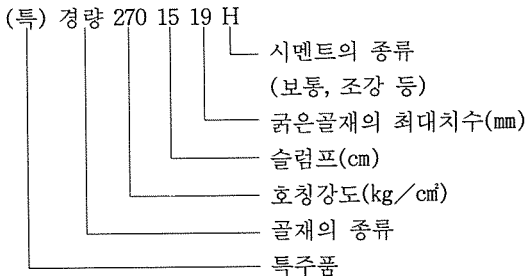 (특) 경량 270 15 19 H
시멘트의 종류
(보통, 조강 등)
굵은골재의 최대치수(mm)
슬럼프(cm)
호칭강도(kg／㎠)
골재의 종류
특주품